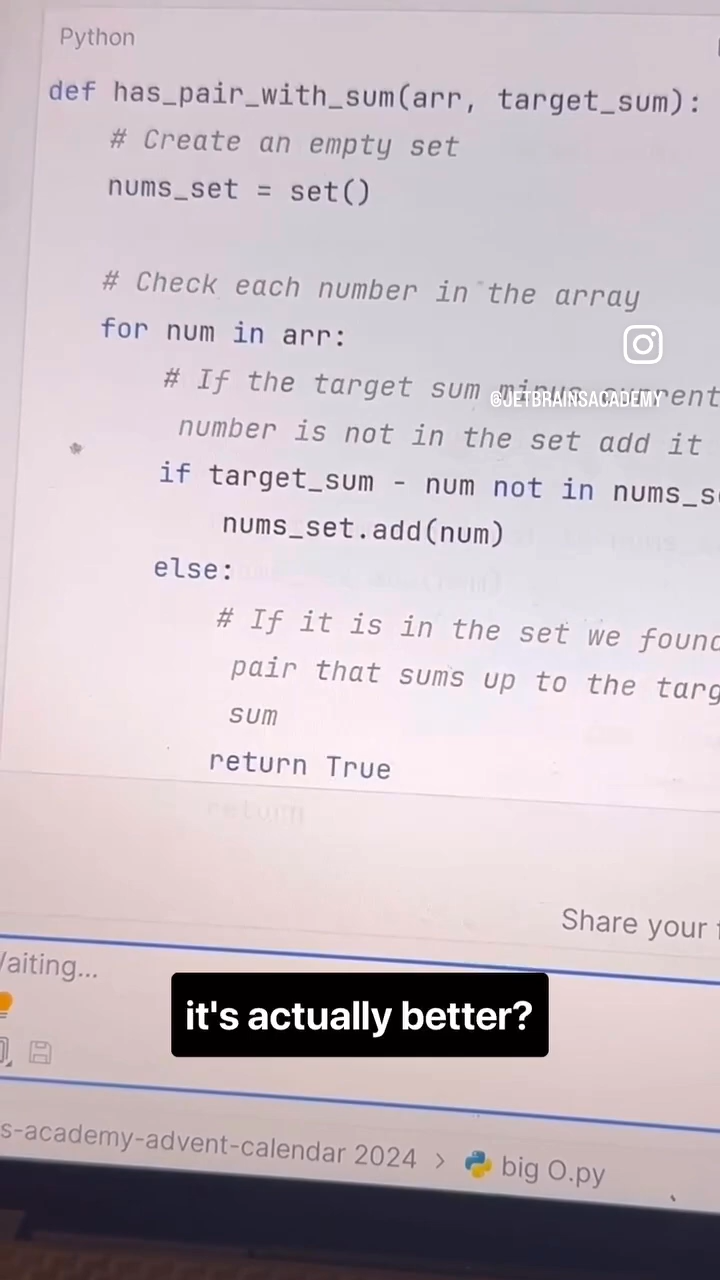 Python
def has_pair_with_sum(arr, target_sum):
# Create an empty set
nums_set = set()
# Check each number in the array
for num in arr:
# If the target sum minus current
@JETBRAINSACADEMY
number is not in the set add it
if target_sum - num not in nums_s
nums_set.add(num)
else:
# If it is in the set we found
pair that sums up to the targ
sum
return True
return
Share your
aiting...
it's actually better?
s-academy-advent-calendar 2024 > big O.py